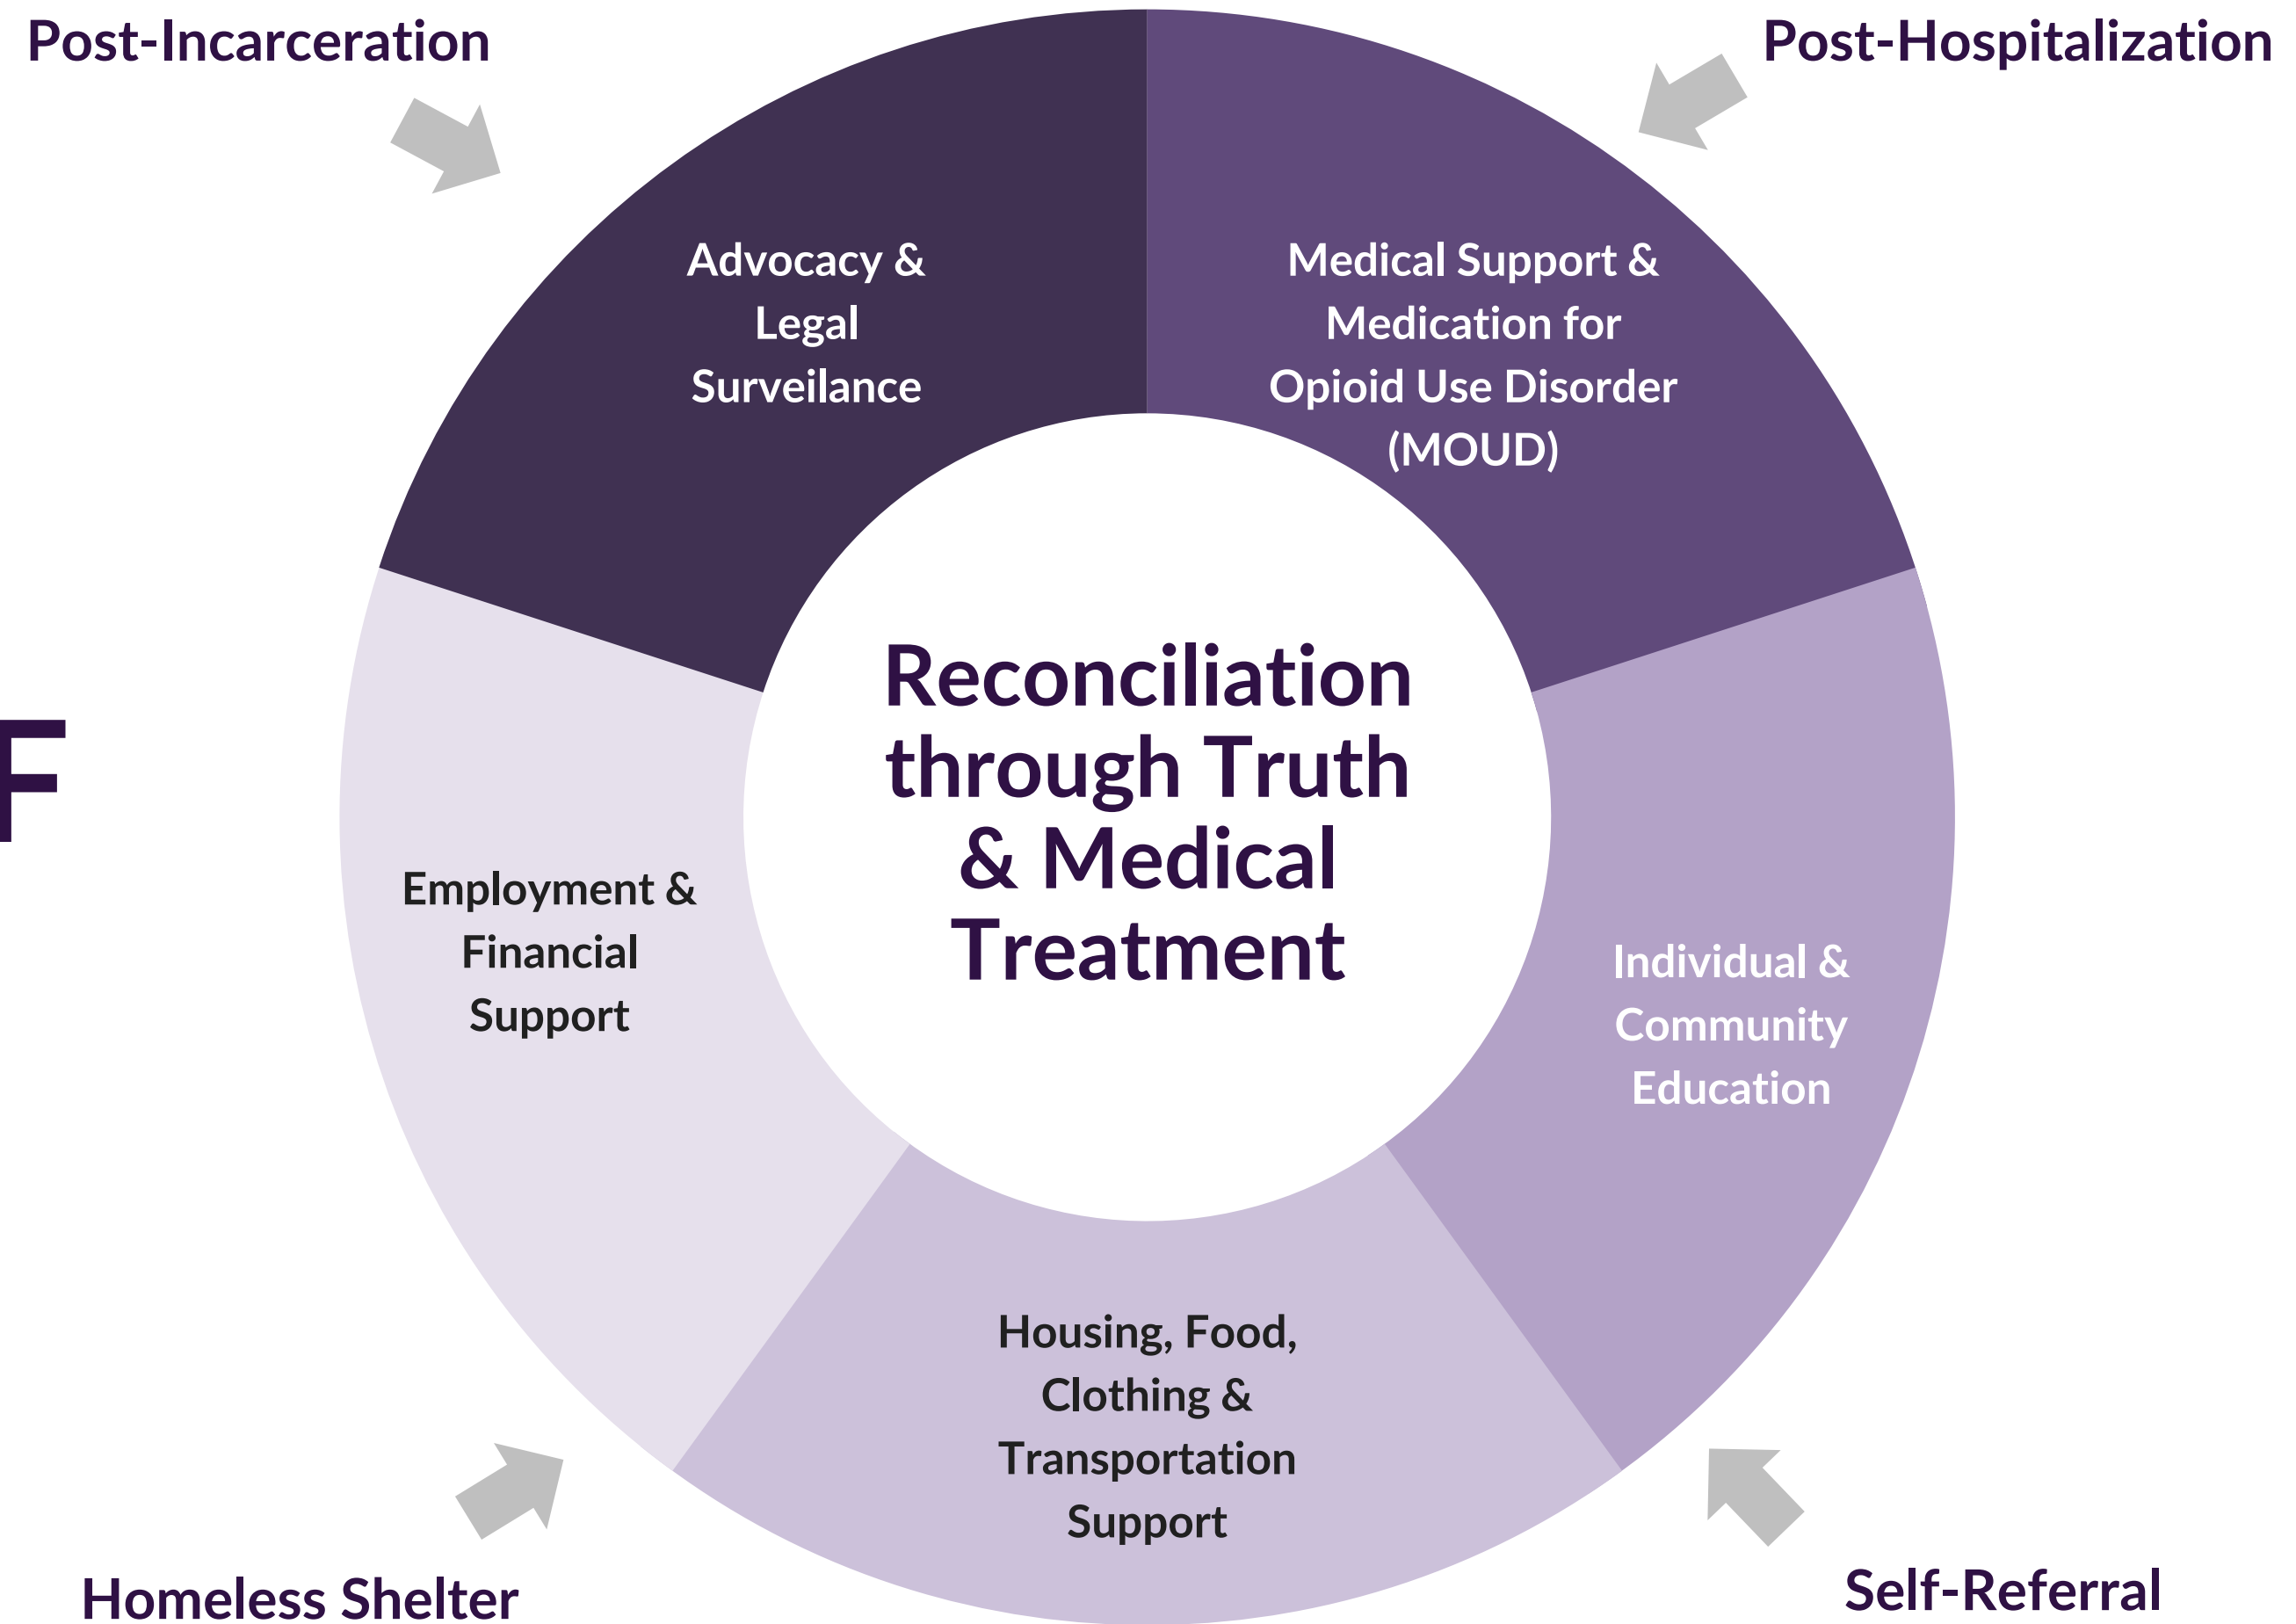 Post-Incarceration
Post-Hospitalization
Advocacy &
Legal
Surveilance
Medical Support &
Medication for
Opioid Use Disorder
(MOUD)
Reconciliation
through Truth
& Medical
Treatment
F
Employment &
Financial
Support
Individual &
Community
Education
Housing, Food,
Clothing &
Transportation
Support
Homeless Shelter
Self-Referral